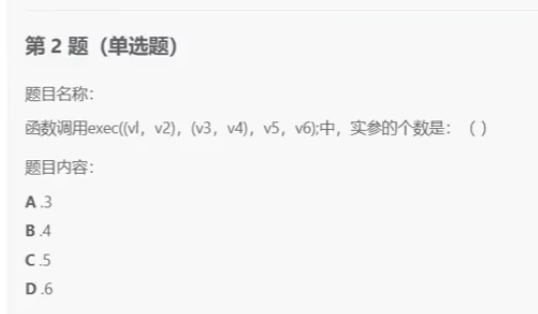 第 2 题（单选题）
题目名称：
函数调用exec((vl，v2)，(v3，v4)，v5，v6);中，实参的个数是：（ ）
题目内容：
A .3
B .4
C .5
D .6